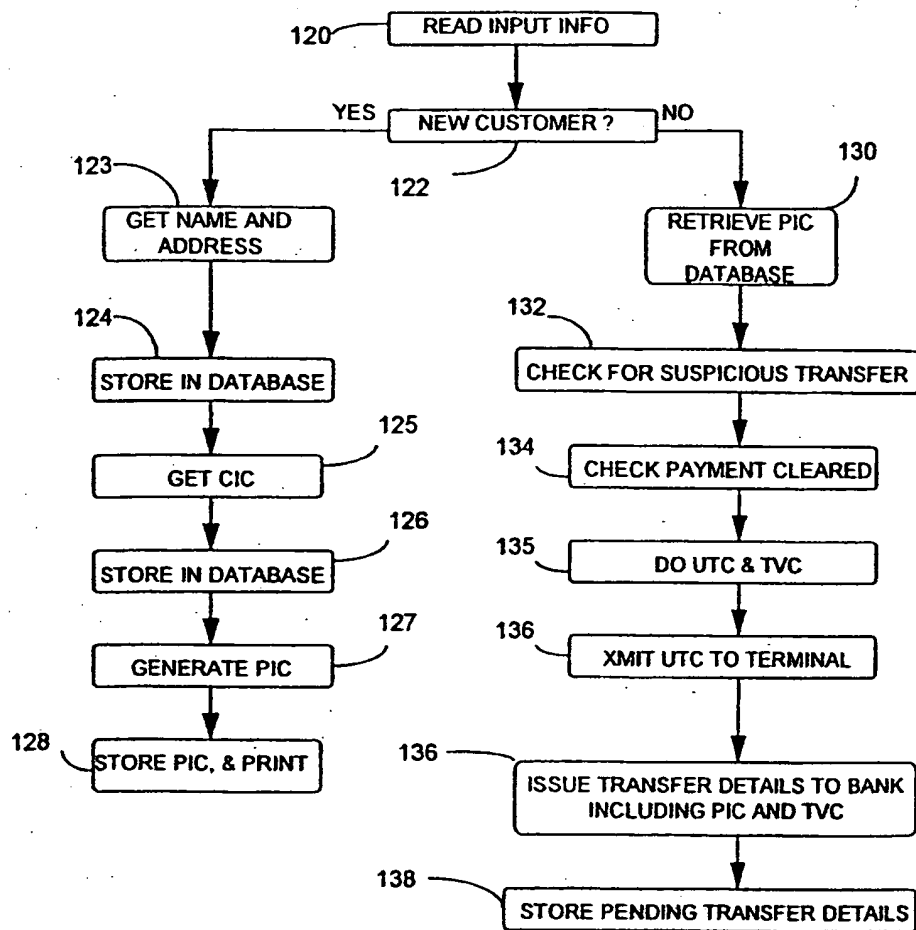 120
READ INPUT INFO
YES
NEW CUSTOMER ?
NO
122
123
GET NAME AND
ADDRESS
124
STORE IN DATABASE
125
GET CIC
126
STORE IN DATABASE
127
GENERATE PIC
128
STORE PIC, & PRINT
130
RETRIEVE PIC
FROM
DATABASE
132
CHECK FOR SUSPICIOUS TRANSFER
134
CHECK PAYMENT CLEARED
135
DO UTC & TVC
136
XMIT UTC TO TERMINAL
136
ISSUE TRANSFER DETAILS TO BANK
INCLUDING PIC AND TVC
138
STORE PENDING TRANSFER DETAILS